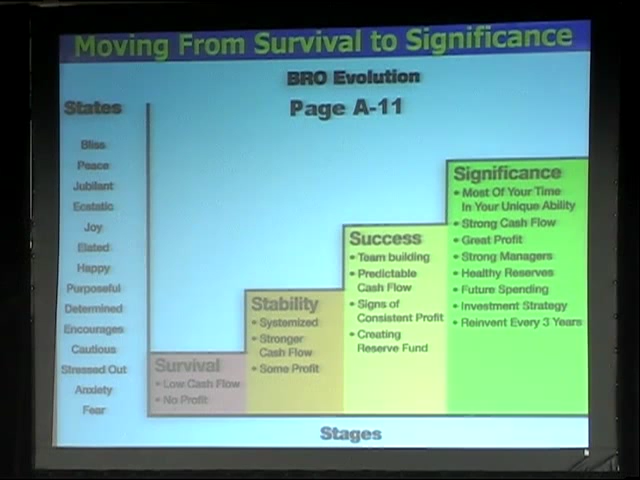 Moving From Survival to Significance
BRO Evolution
Page A-11
States
Bliss
Peace
Jubilant
Ecstatic
Joy
Elated
Happy
Purposeful
Determined
Encourages
Cautious
Stressed Out
Anxiety
Fear
Survival
• Low Cash Flow
• No Profit
Stability
• Systemized
• Stronger
Cash Flow
• Some Profit
Success
• Team building
• Predictable
Cash Flow
• Signs of
Consistent Profit
• Creating
Reserve Fund
Significance
• Most Of Your Time
In Your Unique Ability
• Strong Cash Flow
• Great Profit
• Strong Managers
• Healthy Reserves
• Future Spending
• Investment Strategy
• Reinvent Every 3 Years
Stages